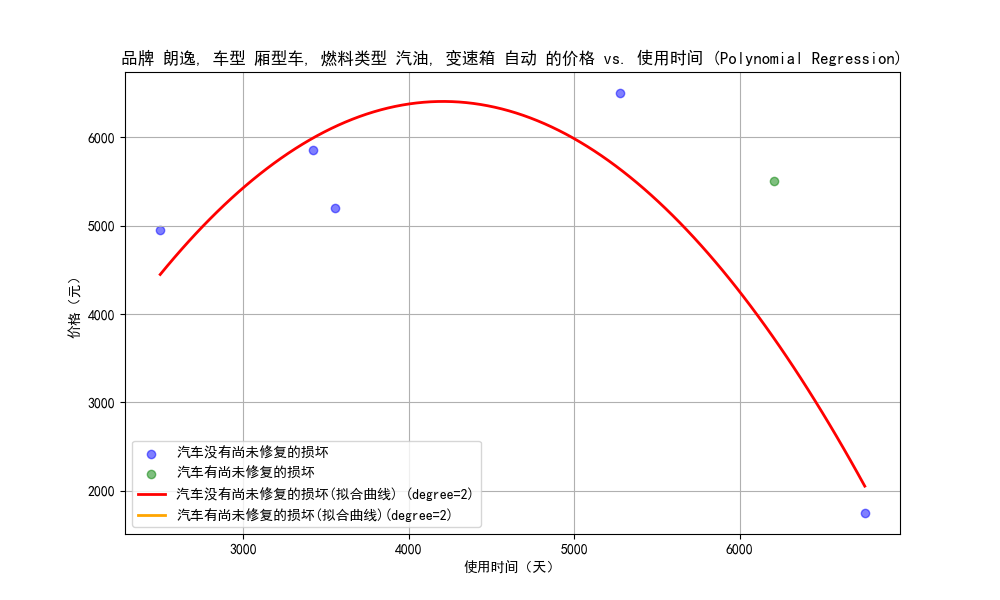 品牌 朗逸, 车型 厢型车, 燃料类型 汽油, 变速箱 自动 的价格 vs. 使用时间 (Polynomial Regression)
价格（元）
6000
5000
4000
3000
2000
汽车没有尚未修复的损坏
汽车有尚未修复的损坏
汽车没有尚未修复的损坏(拟合曲线) (degree=2)
汽车有尚未修复的损坏(拟合曲线)(degree=2)
3000
4000
5000
6000
使用时间（天）